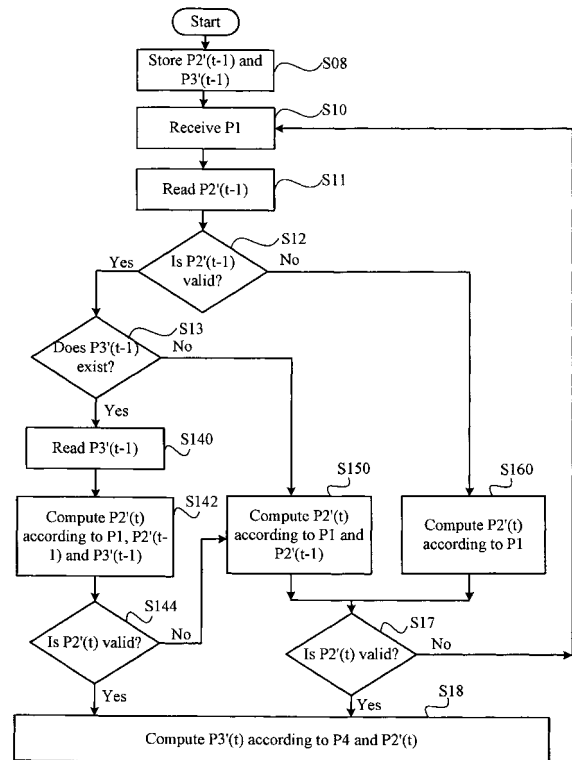 Start
Store P2'(t-1) and
P3'(t-1)
S08
Receive P1
S10
Read P2'(t-1)
S11
Is P2'(t-1)
valid?
S12
Yes
No
Does P3'(t-1)
exist?
S13
No
Yes
Read P3'(t-1)
S140
Compute P2'(t)
according to P1, P2'(t-
1) and P3'(t-1)
S142
Compute P2'(t)
according to P1 and
P2'(t-1)
S150
Compute P2'(t)
according to P1
S160
Is P2'(t) valid?
S144
No
Yes
Is P2'(t) valid?
S17
No
Yes
S18
Compute P3'(t) according to P4 and P2'(t)